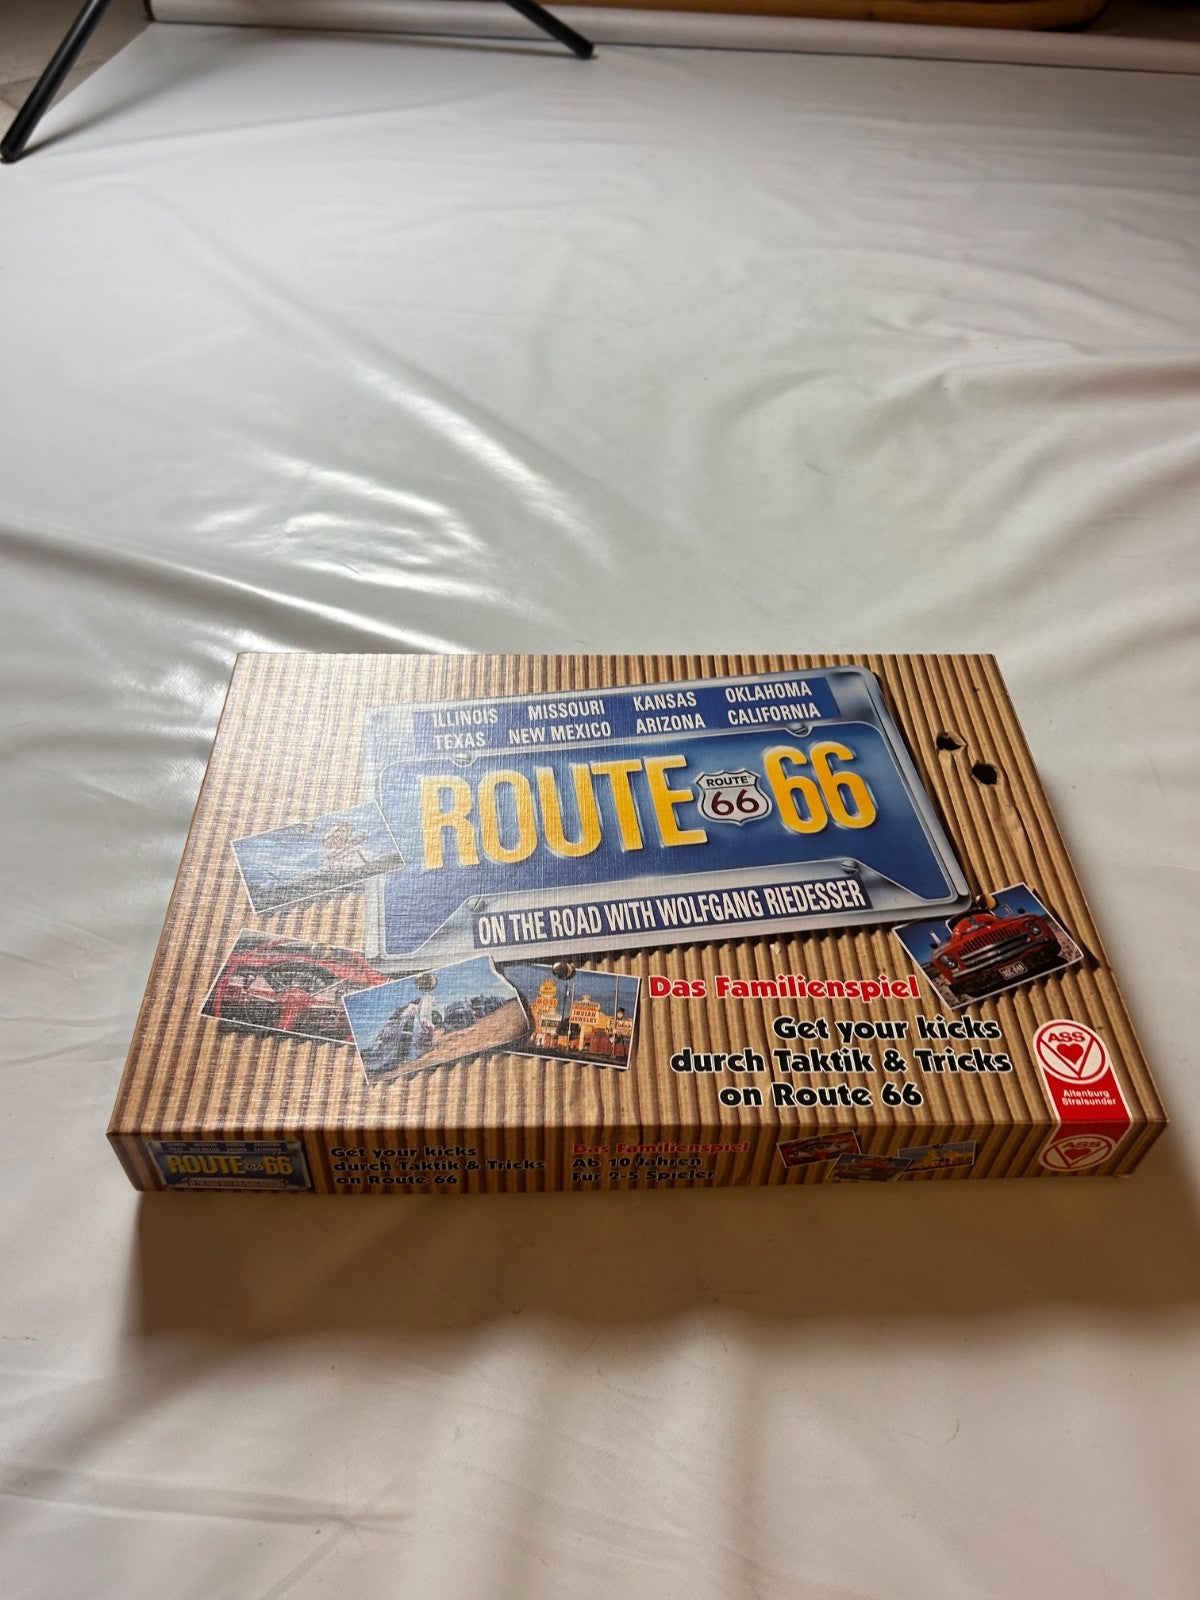 ILLINOIS MISSOURI KANSAS OKLAHOMA
TEXAS NEW MEXICO ARIZONA CALIFORNIA
ROUTE 66
ROUTE
66
ON THE ROAD WITH WOLFGANG RIEDESSER
INDIAN
JEWELRY
Das Familienspiel
Get your kicks
durch Taktik & Tricks
on Route 66
ASS
Altenburg
Stralsunder
ROUTE 66
Get your kicks
durch Taktik & Tricks
on Route 66
Das Familienspiel
Ab 10 Jahren
Für 2-5 Spieler
ASS